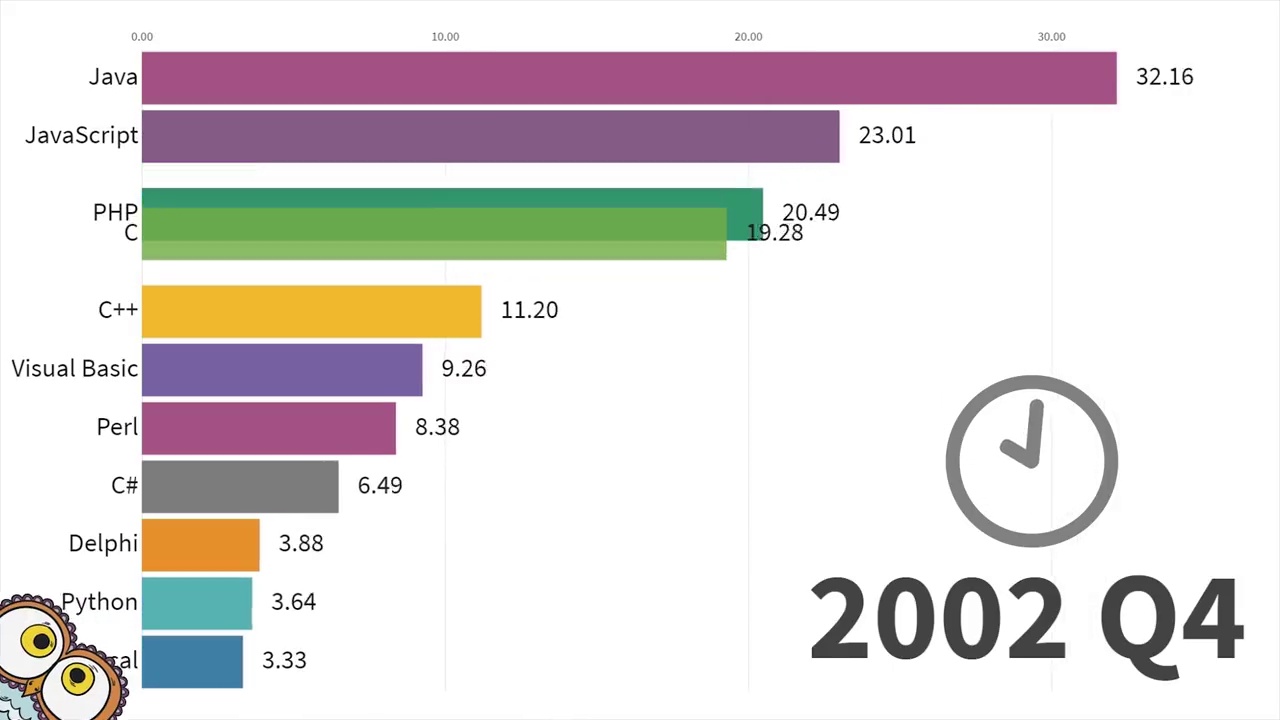 0.00 10.00 20.00 30.00
Java 32.16
JavaScript 23.01
PHP 20.49
C 19.28
C++ 11.20
Visual Basic 9.26
Perl 8.38
C# 6.49
Delphi 3.88
Python 3.64
3.33
2002 Q4